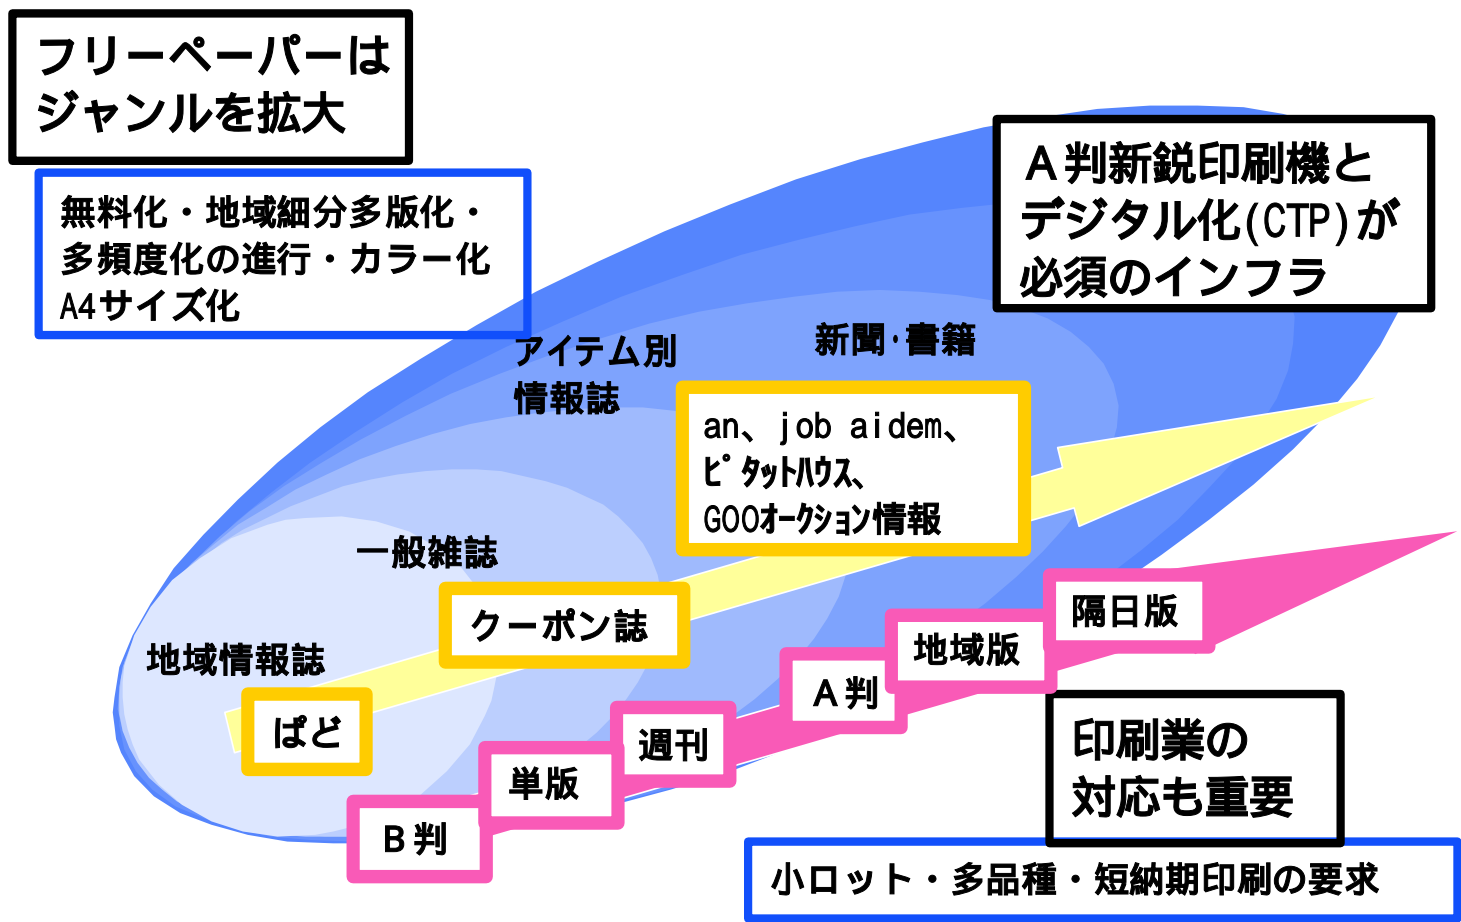 フリーペーパーは
ジャンルを拡大
無料化・地域細分多版化・
多頻度化の進行・カラー化
A4サイズ化
A判新鋭印刷機と
デジタル化(CTP)が
必須のインフラ
アイテム別
情報誌
新聞･書籍
an、job aidem、
ﾋﾟﾀｯﾄﾊｳｽ、
GOOｵｰｸｼｮﾝ情報
一般雑誌
クーポン誌
地域情報誌
ぱど
隔日版
地域版
A判
週刊
単版
B判
印刷業の
対応も重要
小ロット・多品種・短納期印刷の要求